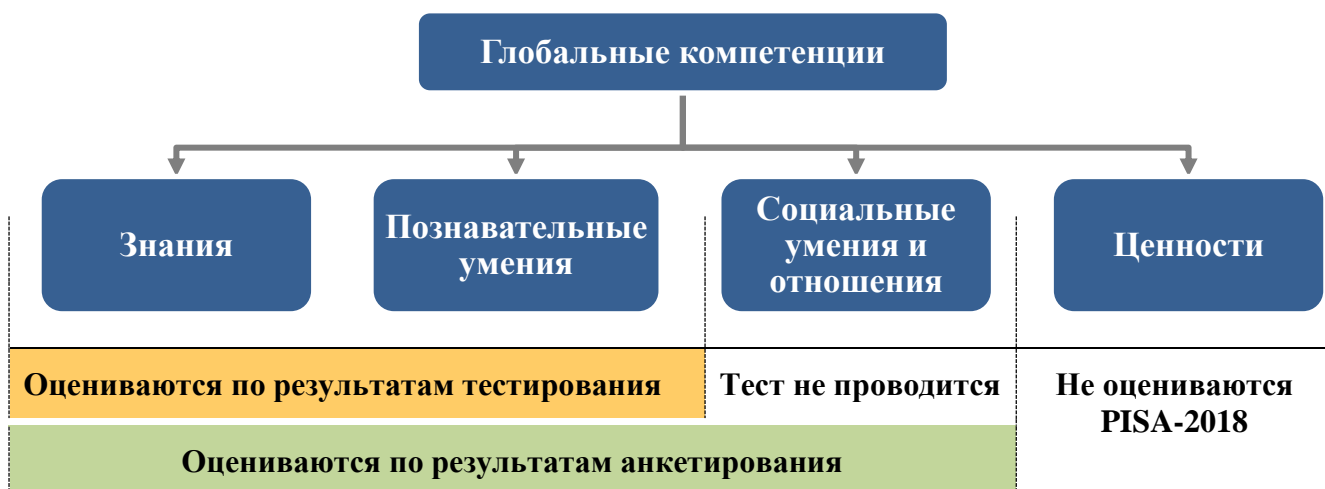 Глобальные компетенции
Знания
Познавательные
умения
Социальные
умения и
отношения
Ценности
Оцениваются по результатам тестирования
Тест не проводится
Не оцениваются
PISA-2018
Оцениваются по результатам анкетирования